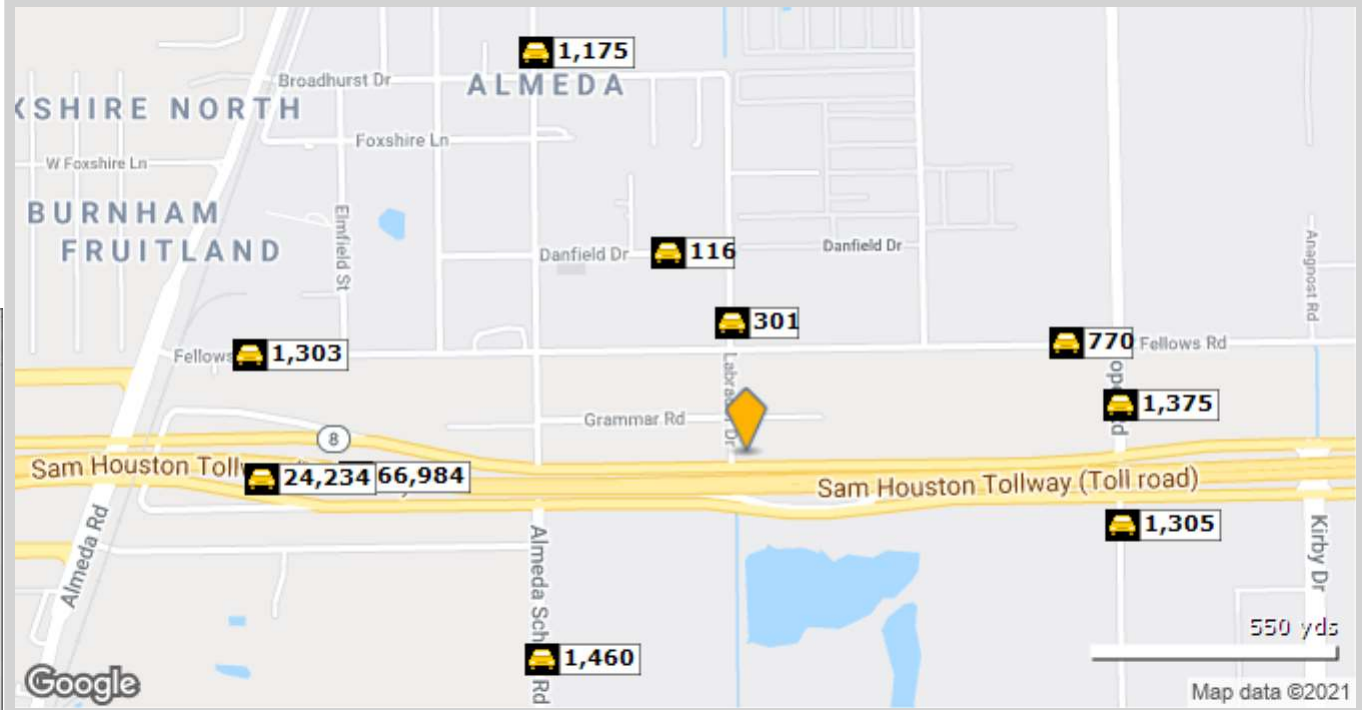 1,175
Broadhurst Dr
ALMEDA
XSHIRE NORTH
Foxshire Ln
W Foxshire Ln
BURNHAM
FRUITLAND
Elmfield St
Danfield Dr
116
Danfield Dr
Anagnost Rd
301
Fellows
1,303
770
Fellows Rd
Labrador Dr
1,375
Grammar Rd
8
Sam Houston
24,234
66,984
Sam Houston Tollway (Toll road)
1,305
Almeda Rd
Almeda Sch
Rd
Kirby Dr
550 yds
1,460
Google
Map data ©2021